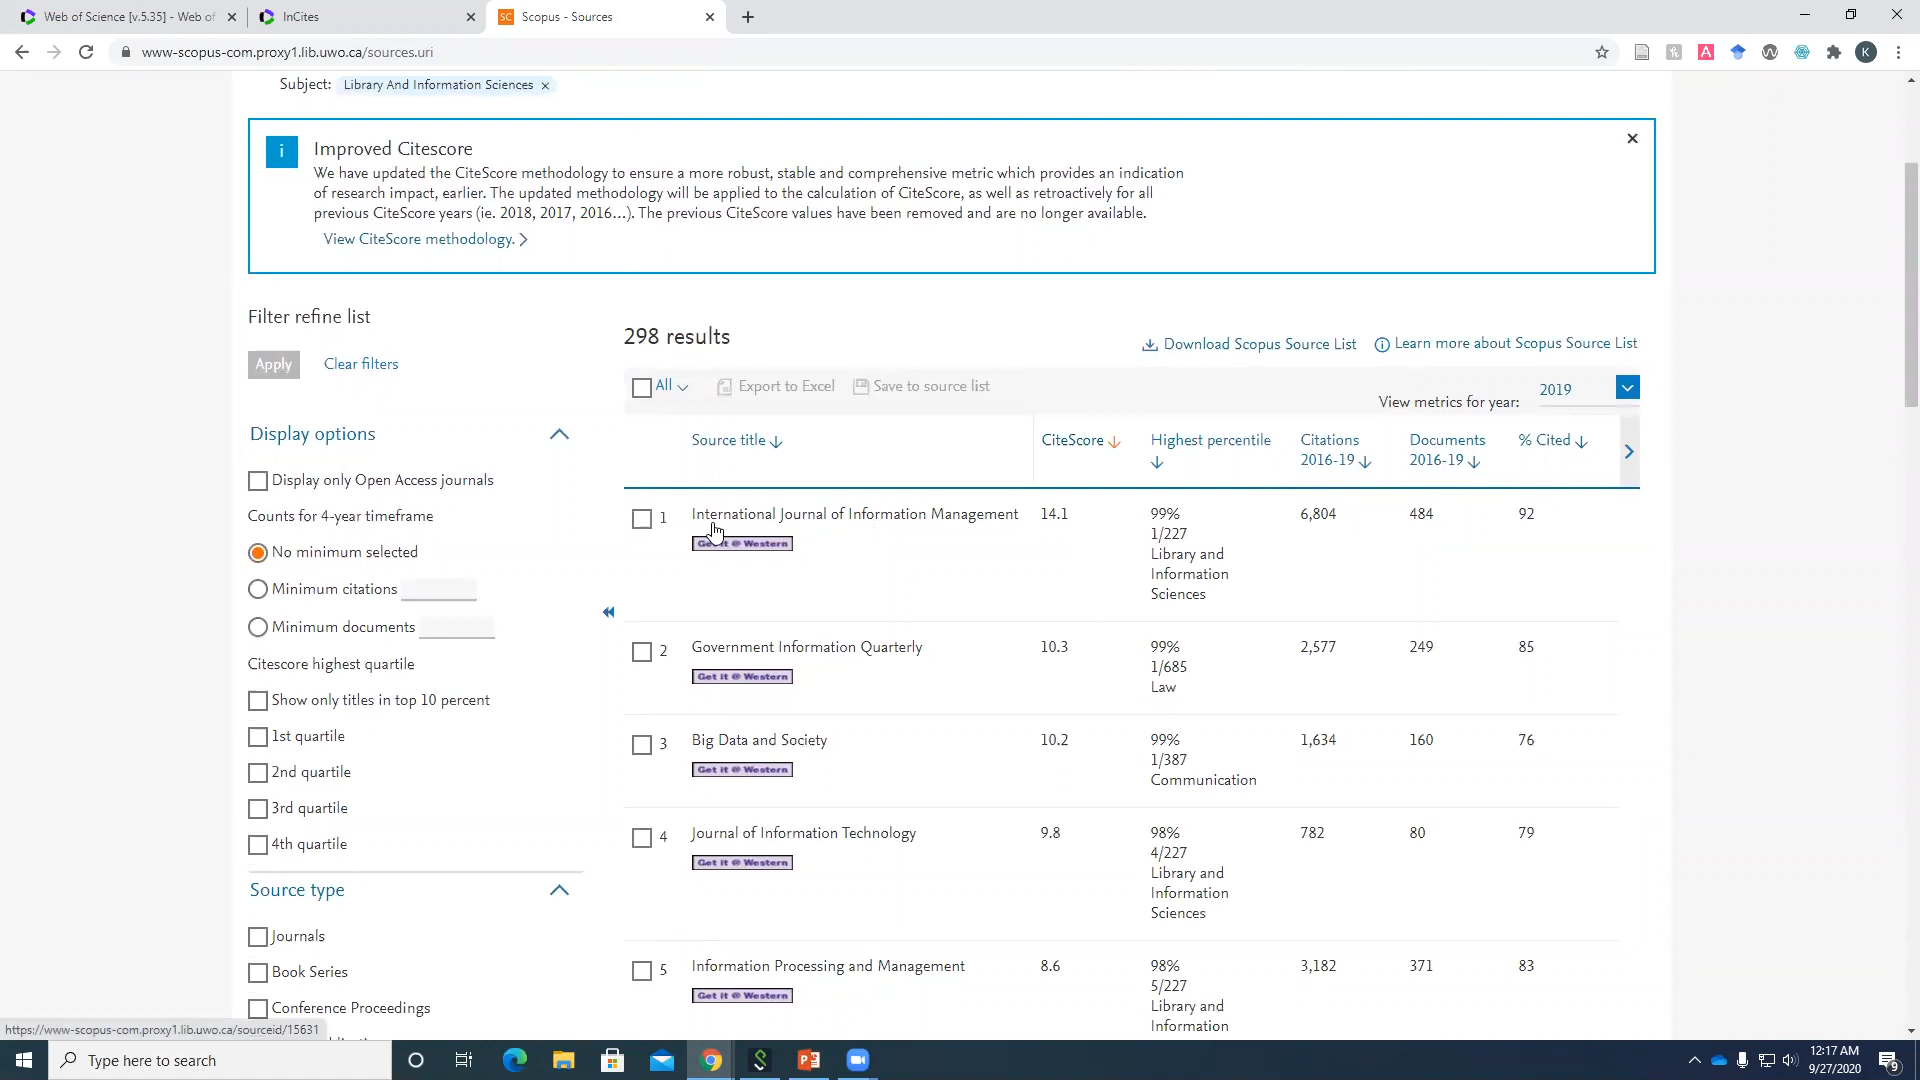 Web of Science [v.5.35] - Web of
InCites
Scopus - Sources
www-scopus-com.proxy1.lib.uwo.ca/sources.uri
K
Subject: Library And Information Sciences
Improved Citescore
We have updated the CiteScore methodology to ensure a more robust, stable and comprehensive metric which provides an indication
of research impact, earlier. The updated methodology will be applied to the calculation of CiteScore, as well as retroactively for all
previous CiteScore years (ie. 2018, 2017, 2016...). The previous CiteScore values have been removed and are no longer available.
View CiteScore methodology.
Filter refine list
Apply
Clear filters
Display options
Display only Open Access journals
Counts for 4-year timeframe
No minimum selected
Minimum citations
Minimum documents
Citescore highest quartile
Show only titles in top 10 percent
1st quartile
2nd quartile
3rd quartile
4th quartile
Source type
Journals
Book Series
Conference Proceedings
298 results
Download Scopus Source List
Learn more about Scopus Source List
All
Export to Excel
Save to source list
View metrics for year:
2019
Source title
CiteScore
Highest percentile
Citations
2016-19
Documents
2016-19
% Cited
1
International Journal of Information Management
Get it @ Western
14.1
99%
1/227
Library and
Information
Sciences
6,804
484
92
2
Government Information Quarterly
Get it @ Western
10.3
99%
1/685
Law
2,577
249
85
3
Big Data and Society
Get it @ Western
10.2
99%
1/387
Communication
1,634
160
76
4
Journal of Information Technology
Get it @ Western
9.8
98%
4/227
Library and
Information
Sciences
782
80
79
5
Information Processing and Management
Get it @ Western
8.6
98%
5/227
Library and
Information
3,182
371
83
https://www-scopus-com.proxy1.lib.uwo.ca/sourceid/15631
Type here to search
12:17 AM
9/27/2020
9